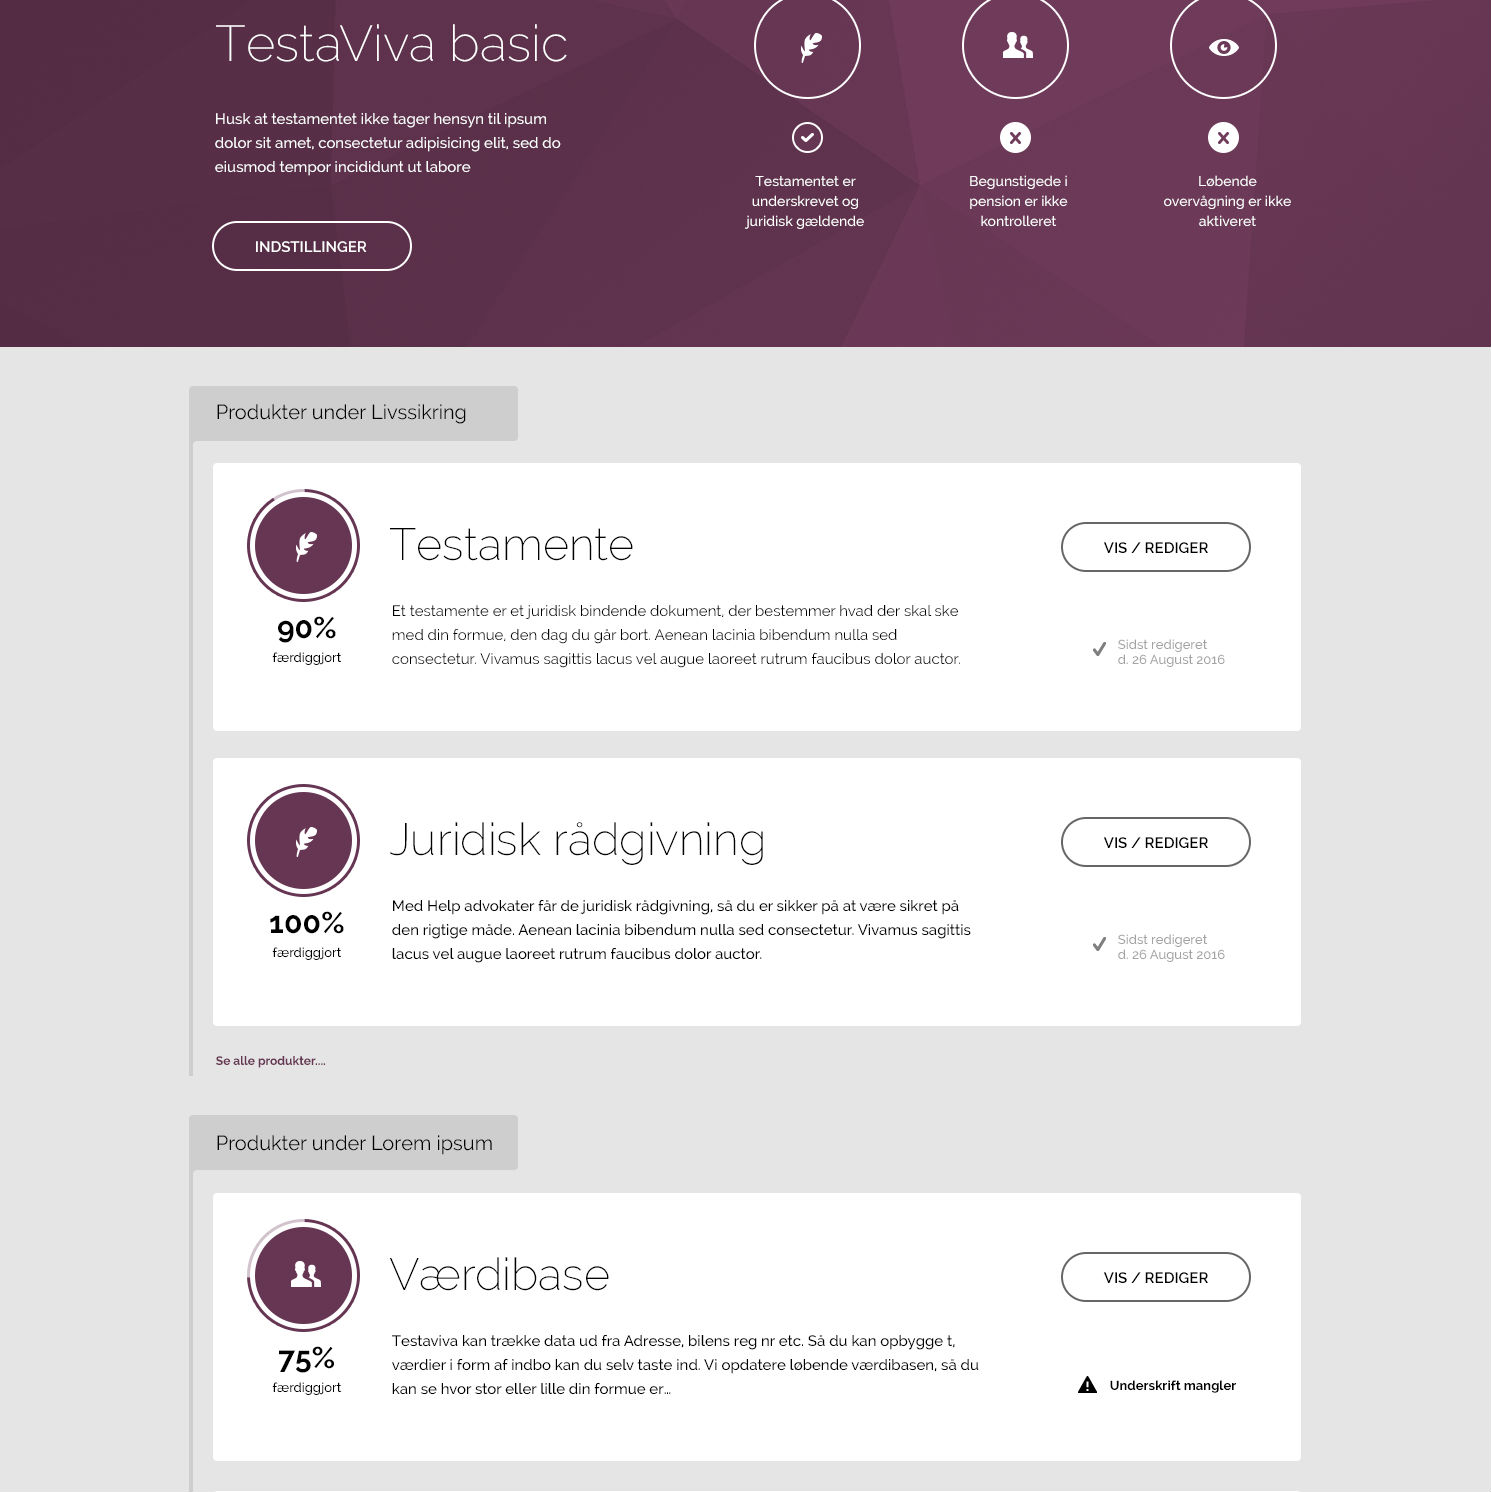 TestaViva basic
Husk at testamentet ikke tager hensyn til ipsum
dolor sit amet, consectetur adipisicing elit, sed do
eiusmod tempor incididunt ut labore
INDSTILLINGER
Testamentet er
underskrevet og
juridisk gældende
Begunstigede i
pension er ikke
kontrolleret
Løbende
overvågning er ikke
aktiveret
Produkter under Livssikring
90%
færdiggjort
Testamente
Et testamente er et juridisk bindende dokument, der bestemmer hvad der skal ske
med din formue, den dag du går bort. Aenean lacinia bibendum nulla sed
consectetur. Vivamus sagittis lacus vel augue laoreet rutrum faucibus dolor auctor.
VIS / REDIGER
Sidst redigeret
d. 26 August 2016
100%
færdiggjort
Juridisk rådgivning
Med Help advokater får de juridisk rådgivning, så du er sikker på at være sikret på
den rigtige måde. Aenean lacinia bibendum nulla sed consectetur. Vivamus sagittis
lacus vel augue laoreet rutrum faucibus dolor auctor.
VIS / REDIGER
Sidst redigeret
d. 26 August 2016
Se alle produkter....
Produkter under Lorem ipsum
75%
færdiggjort
Værdibase
Testaviva kan trække data ud fra Adresse, bilens reg nr etc. Så du kan opbygge t,
værdier i form af indbo kan du selv taste ind. Vi opdatere løbende værdibasen, så du
kan se hvor stor eller lille din formue er...
VIS / REDIGER
Underskrift mangler